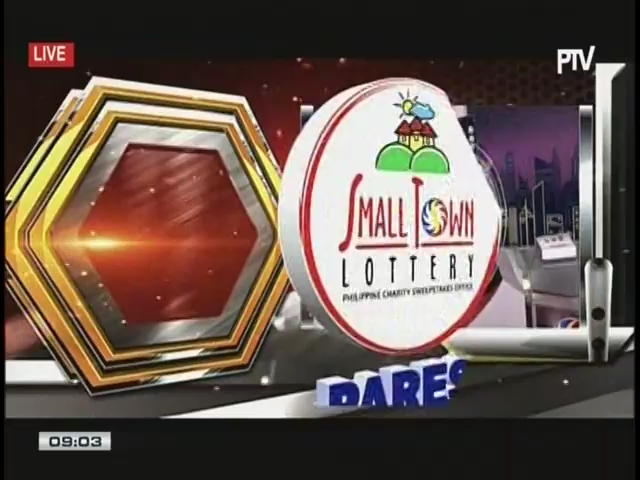 LIVE
PTV
SMALL TOWN
LOTTERY
PHILIPPINE CHARITY SWEEPSTAKES OFFICE
PARES
09:03